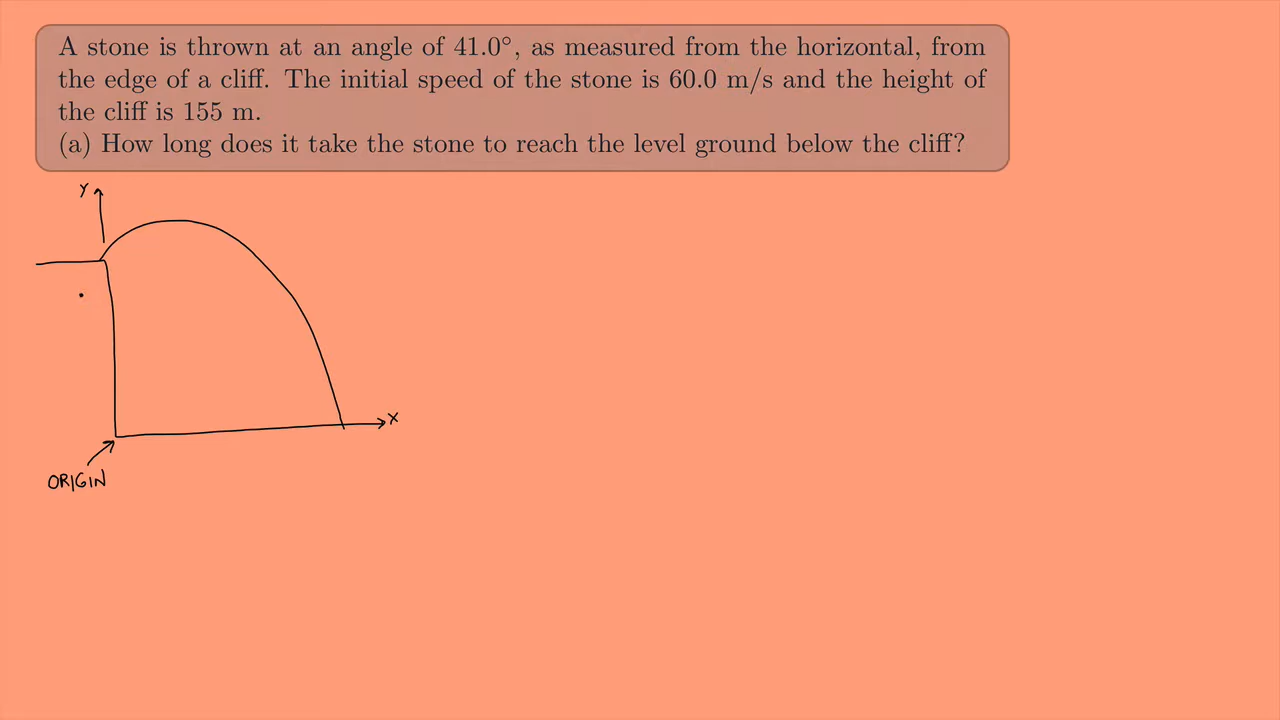 A stone is thrown at an angle of 41.0°, as measured from the horizontal, from
the edge of a cliff. The initial speed of the stone is 60.0 m/s and the height of
the cliff is 155 m.
(a) How long does it take the stone to reach the level ground below the cliff?
Y
X
ORIGIN